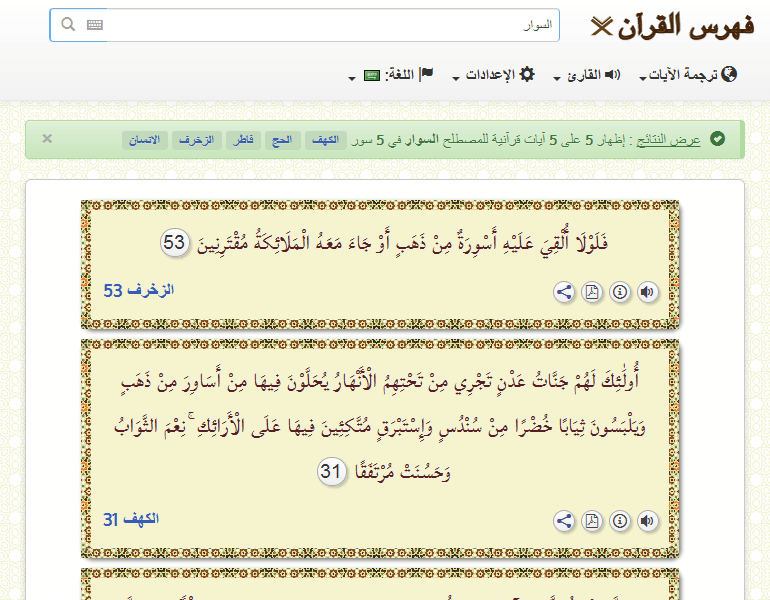 فهرس القرآن
السوار
ترجمة الآيات
القارئ
الإعدادات
اللغة:
عرض النتائج : إظهار 5 على 5 آيات قرآنية للمصطلح السوار في 5 سور الكهف الحج فاطر الزخرف الانسان ×
فَلَوْلَا أُلْقِيَ عَلَيْهِ أَسْوِرَةٌ مِنْ ذَهَبٍ أَوْ جَاءَ مَعَهُ الْمَلَائِكَةُ مُقْتَرِنِينَ 53
الزخرف 53
أُولَٰئِكَ لَهُمْ جَنَّاتُ عَدْنٍ تَجْرِي مِنْ تَحْتِهِمُ الْأَنْهَارُ يُحَلَّوْنَ فِيهَا مِنْ أَسَاوِرَ مِنْ ذَهَبٍ
وَيَلْبَسُونَ ثِيَابًا خُضْرًا مِنْ سُنْدُسٍ وَإِسْتَبْرَقٍ مُتَّكِئِينَ فِيهَا عَلَى الْأَرَائِكِ ۚ نِعْمَ الثَّوَابُ
وَحَسُنَتْ مُرْتَفَقًا 31
الكهف 31